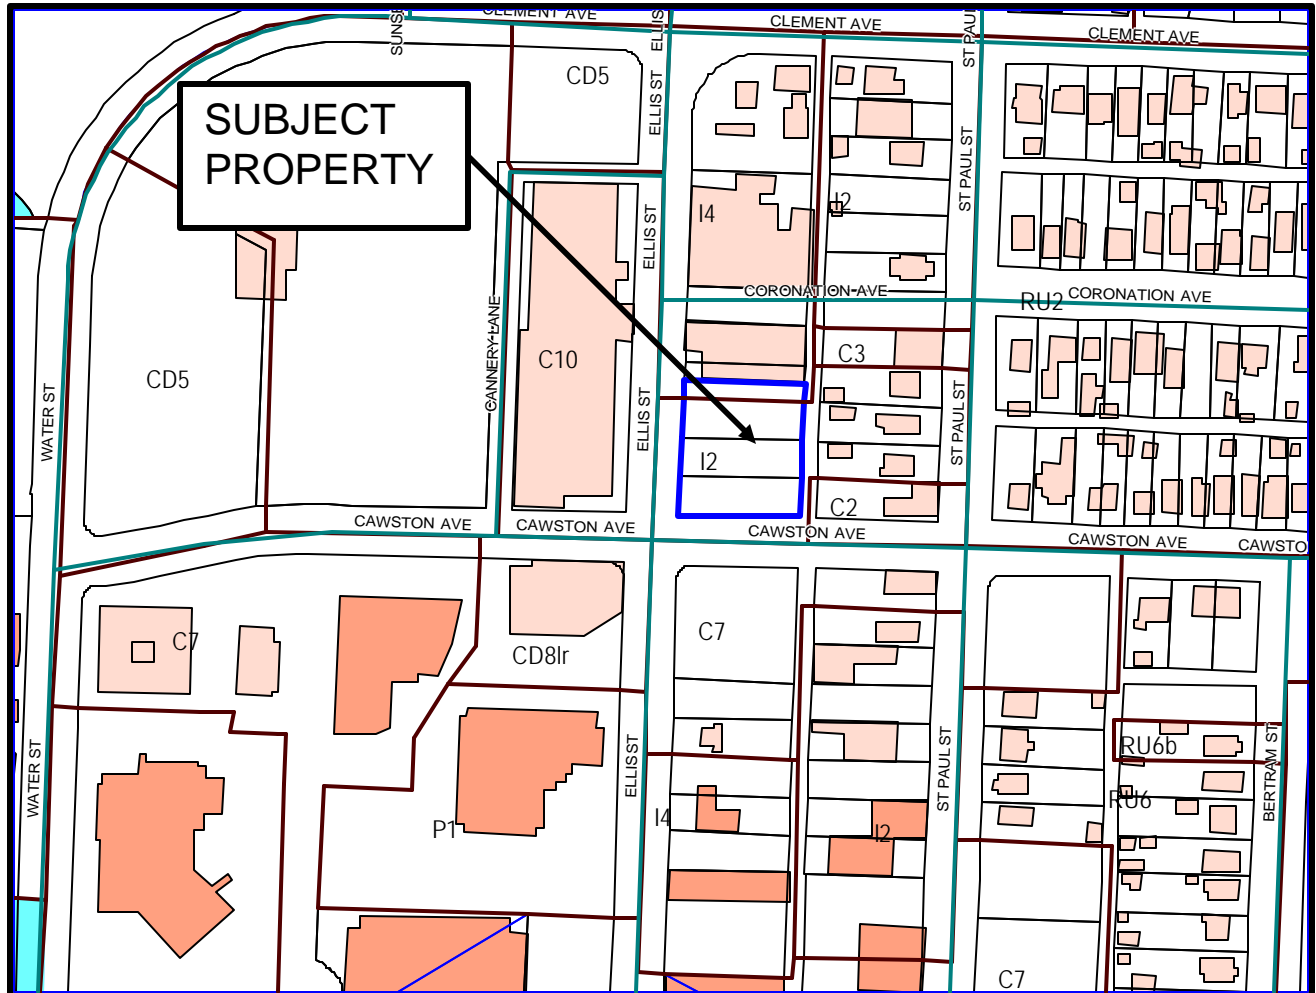 CLEMENT AVE
CLEMENT AVE
CLEMENT AVE
ELLIS
ST PAUL
CD5
SUBJECT
PROPERTY
ELLIS ST
ST PAUL ST
I4
I2
ELLIS ST
CORONATION AVE
RU2
CORONATION AVE
CANNERY LANE
C10
C3
CD5
WATER ST
ELLIS ST
ST PAUL ST
I2
C2
CAWSTON AVE
CAWSTON AVE
CAWSTON AVE
CAWSTON AVE
CAWSTO
C7
CD8lr
C7
WATER ST
ELLIS ST
ST PAUL ST
BERTRAM ST
RU6b
RU6
P1
I4
I2
C7